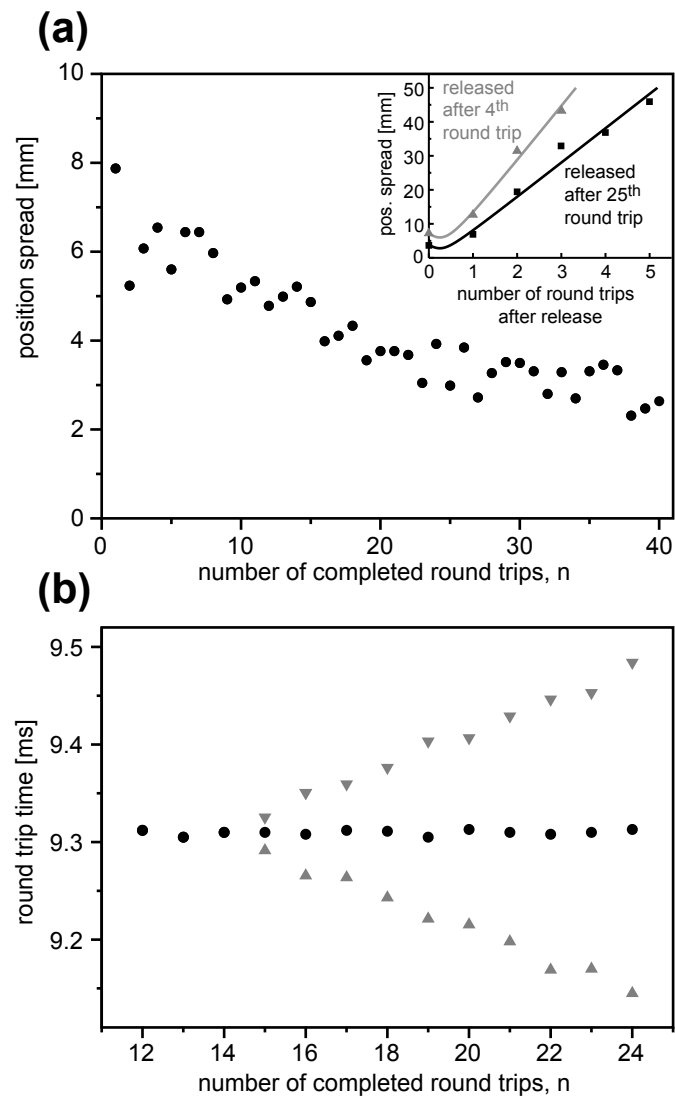 (a)
10
8
6
4
2
0
position spread [mm]
0 10 20 30 40
number of completed round trips, n
50
40
30
20
10
0
pos. spread [mm]
released
after 4th
round trip
released
after 25th
round trip
0 1 2 3 4 5
number of round trips
after release
(b)
9.5
9.4
9.3
9.2
round trip time [ms]
12 14 16 18 20 22 24
number of completed round trips, n